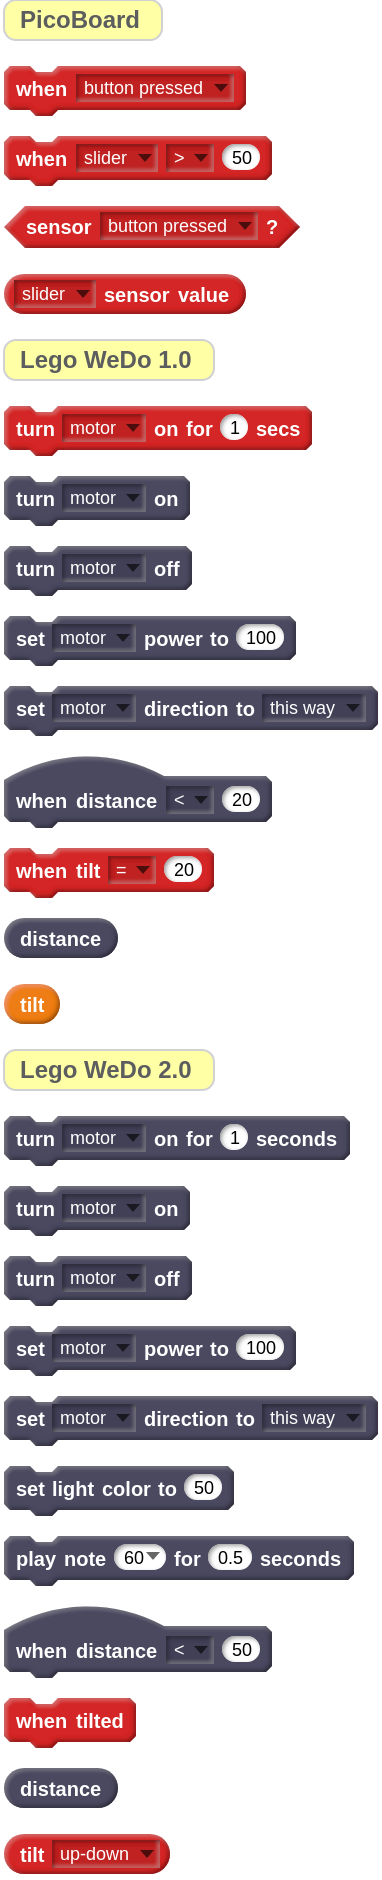 PicoBoard
when button pressed
when slider > 50
sensor button pressed ?
slider sensor value
Lego WeDo 1.0
turn motor on for 1 secs
turn motor on
turn motor off
set motor power to 100
set motor direction to this way
when distance < 20
when tilt = 20
distance
tilt
Lego WeDo 2.0
turn motor on for 1 seconds
turn motor on
turn motor off
set motor power to 100
set motor direction to this way
set light color to 50
play note 60 for 0.5 seconds
when distance < 50
when tilted
distance
tilt up-down